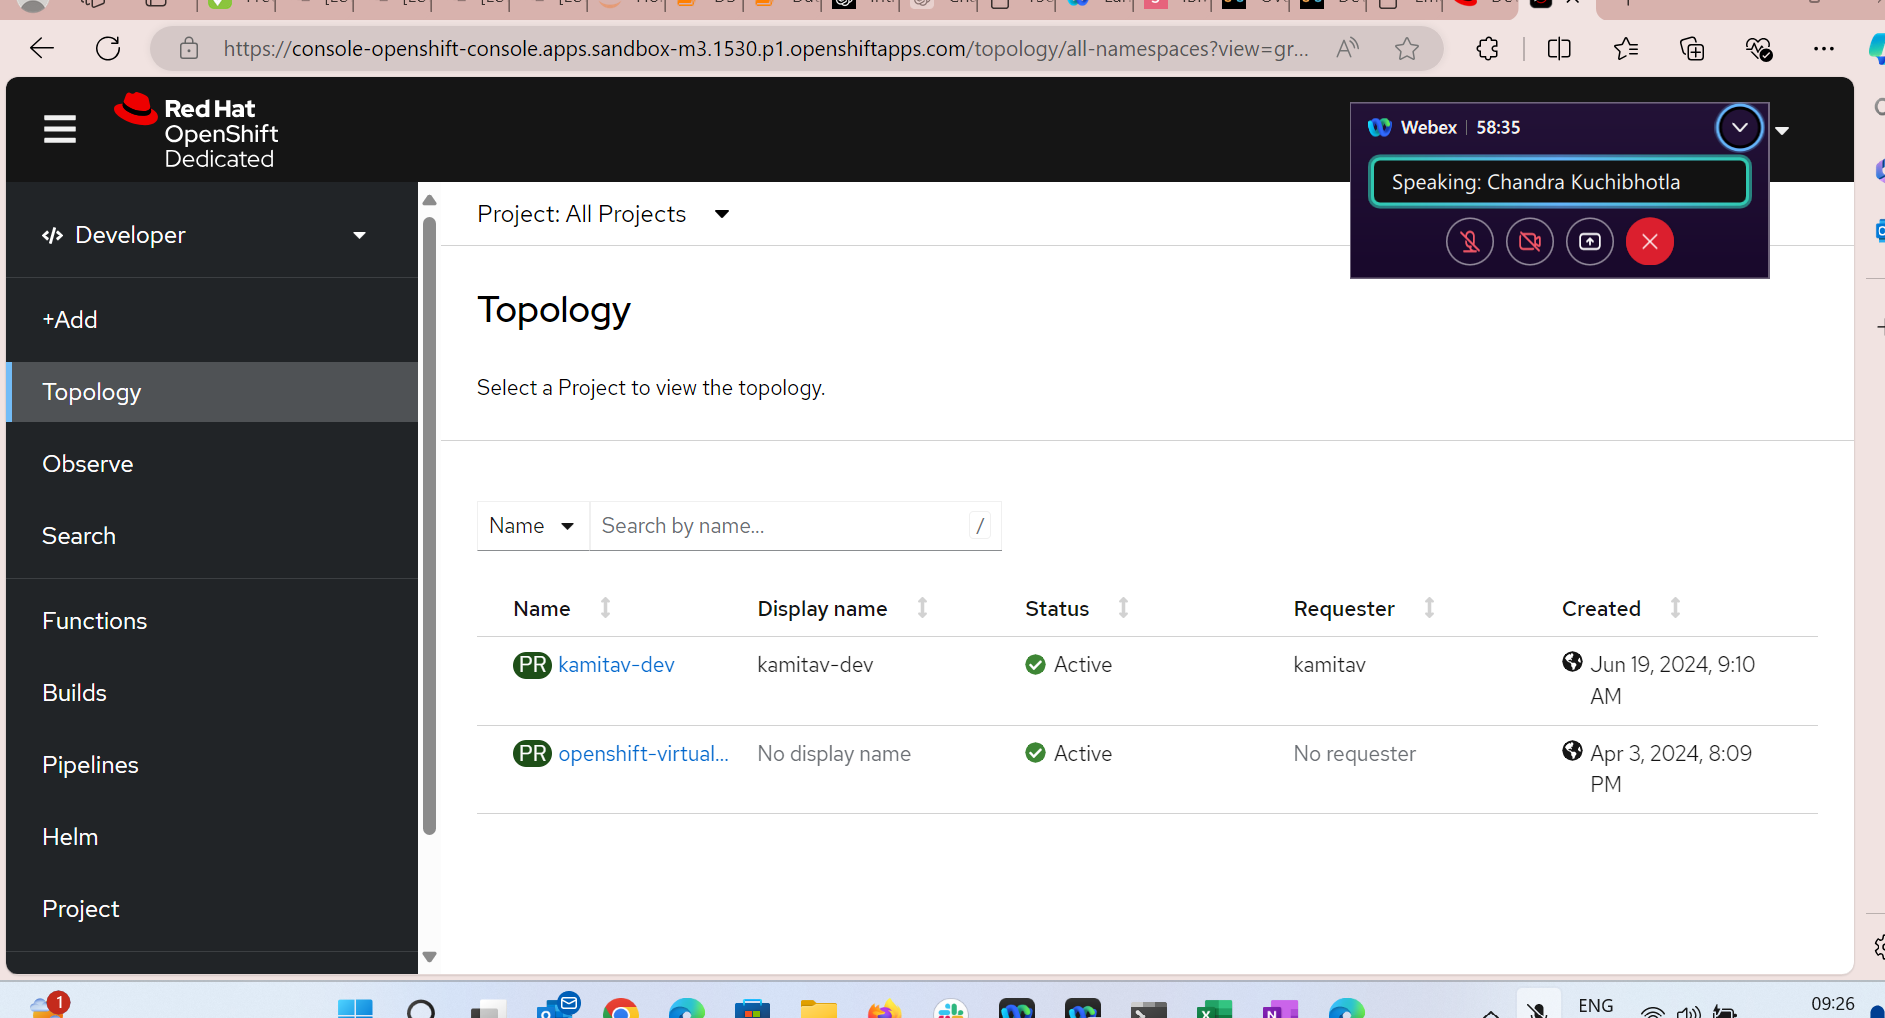 https://console-openshift-console.apps.sandbox-m3.1530.p1.openshiftapps.com/topology/all-namespaces?view=gr...
Red Hat
OpenShift
Dedicated
Webex | 58:35
Speaking: Chandra Kuchibhotla
Developer
+Add
Topology
Observe
Search
Functions
Builds
Pipelines
Helm
Project
Project: All Projects
Topology
Select a Project to view the topology.
Name Search by name... /
Name Display name Status Requester Created
PR kamitav-dev kamitav-dev Active kamitav Jun 19, 2024, 9:10
AM
PR openshift-virtual... No display name Active No requester Apr 3, 2024, 8:09
PM
1
ENG
09:26